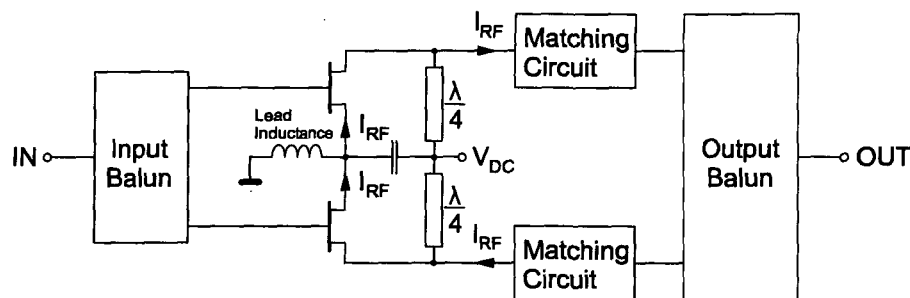 I_RF
Matching
Circuit
λ/4
Lead
Inductance
I_RF
IN
Input
Balun
V_DC
Output
Balun
OUT
I_RF
λ/4
I_RF
Matching
Circuit